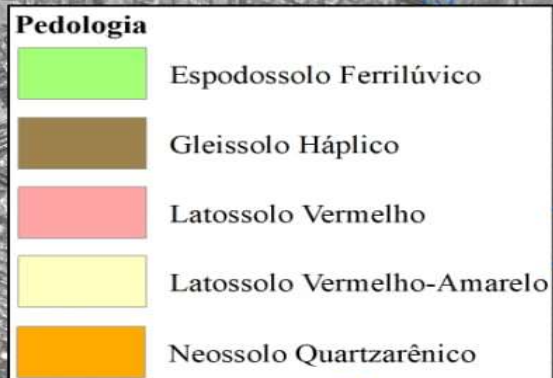 Pedologia
Espodossolo Ferrilúvico
Gleissolo Háplico
Latossolo Vermelho
Latossolo Vermelho-Amarelo
Neossolo Quartzarênico